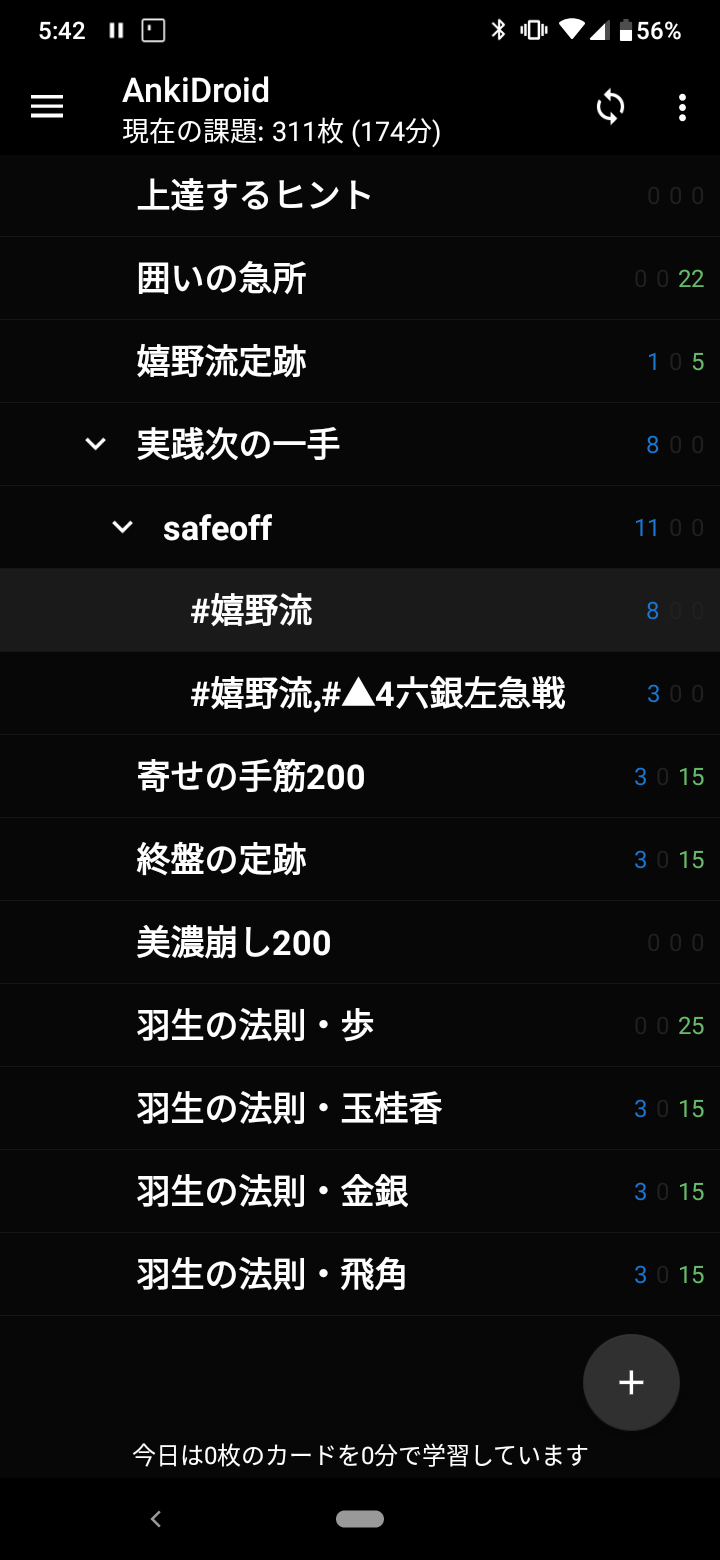 5:42 56%
AnkiDroid
現在の課題: 311枚 (174分)
上達するヒント 0 0 0
囲いの急所 0 0 22
嬉野流定跡 1 0 5
実践次の一手 8 0 0
safeoff 11 0 0
#嬉野流 8 0 0
#嬉野流,#▲4六銀左急戦 3 0 0
寄せの手筋200 3 0 15
終盤の定跡 3 0 15
美濃崩し200 0 0 0
羽生の法則・歩 0 0 25
羽生の法則・玉桂香 3 0 15
羽生の法則・金銀 3 0 15
羽生の法則・飛角 3 0 15
今日は0枚のカードを0分で学習しています